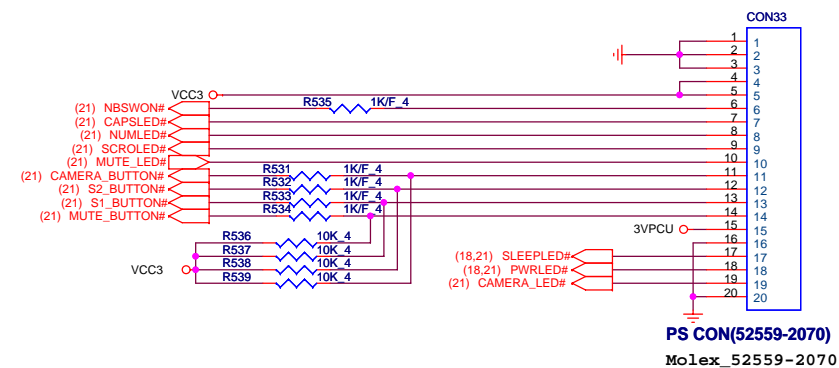 CON33
1 1
2 2
3 3
4 4
VCC3 5 5
(21) NBSWON# R535 1K/F_4 6 6
(21) CAPSLED# 7 7
(21) NUMLED# 8 8
(21) SCROLED# 9 9
(21) MUTE_LED# 10 10
(21) CAMERA_BUTTON# R531 1K/F_4 11 11
(21) S2_BUTTON# R532 1K/F_4 12 12
(21) S1_BUTTON# R533 1K/F_4 13 13
(21) MUTE_BUTTON# R534 1K/F_4 14 14
3VPCU 15 15
R536 10K_4 16 16
R537 10K_4 (18,21) SLEEPLED# 17 17
VCC3 R538 10K_4 (18,21) PWRLED# 18 18
R539 10K_4 (21) CAMERA_LED# 19 19
20 20
PS CON(52559-2070)
Molex_52559-2070